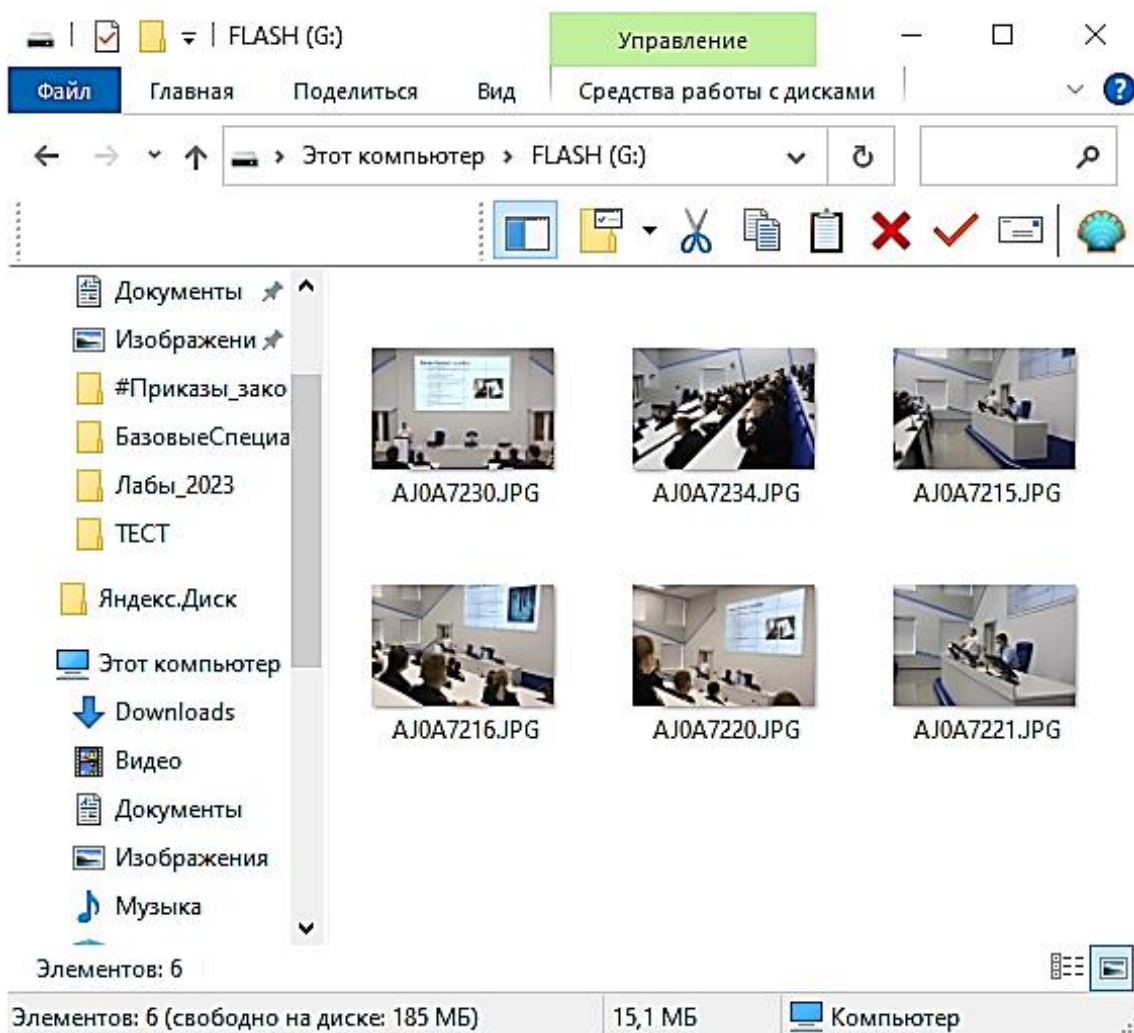 FLASH (G:)
Управление
Файл Главная Поделиться Вид Средства работы с дисками
Этот компьютер FLASH (G:)
Документы
Изображени
#Приказы_зако
БазовыеСпециа
Лабы_2023
ТЕСТ
Яндекс.Диск
Этот компьютер
Downloads
Видео
Документы
Изображения
Музыка
AJ0A7230.JPG AJ0A7234.JPG AJ0A7215.JPG
AJ0A7216.JPG AJ0A7220.JPG AJ0A7221.JPG
Элементов: 6
Элементов: 6 (свободно на диске: 185 МБ) 15,1 МБ Компьютер